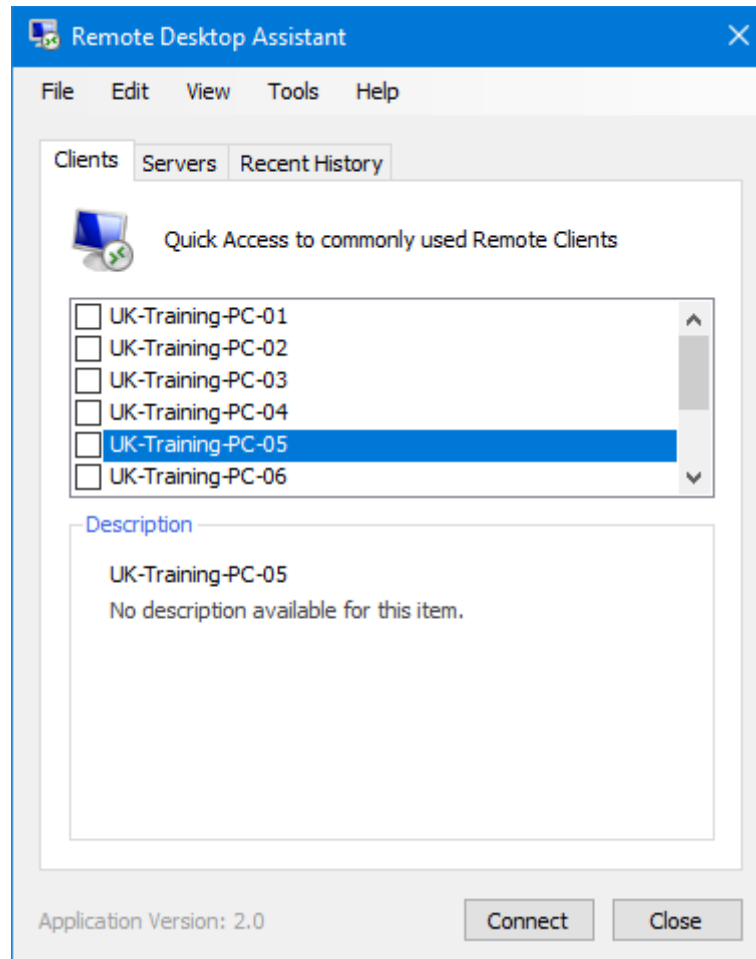 Remote Desktop Assistant
File Edit View Tools Help
Clients Servers Recent History
Quick Access to commonly used Remote Clients
UK-Training-PC-01
UK-Training-PC-02
UK-Training-PC-03
UK-Training-PC-04
UK-Training-PC-05
UK-Training-PC-06
Description
UK-Training-PC-05
No description available for this item.
Application Version: 2.0 Connect Close